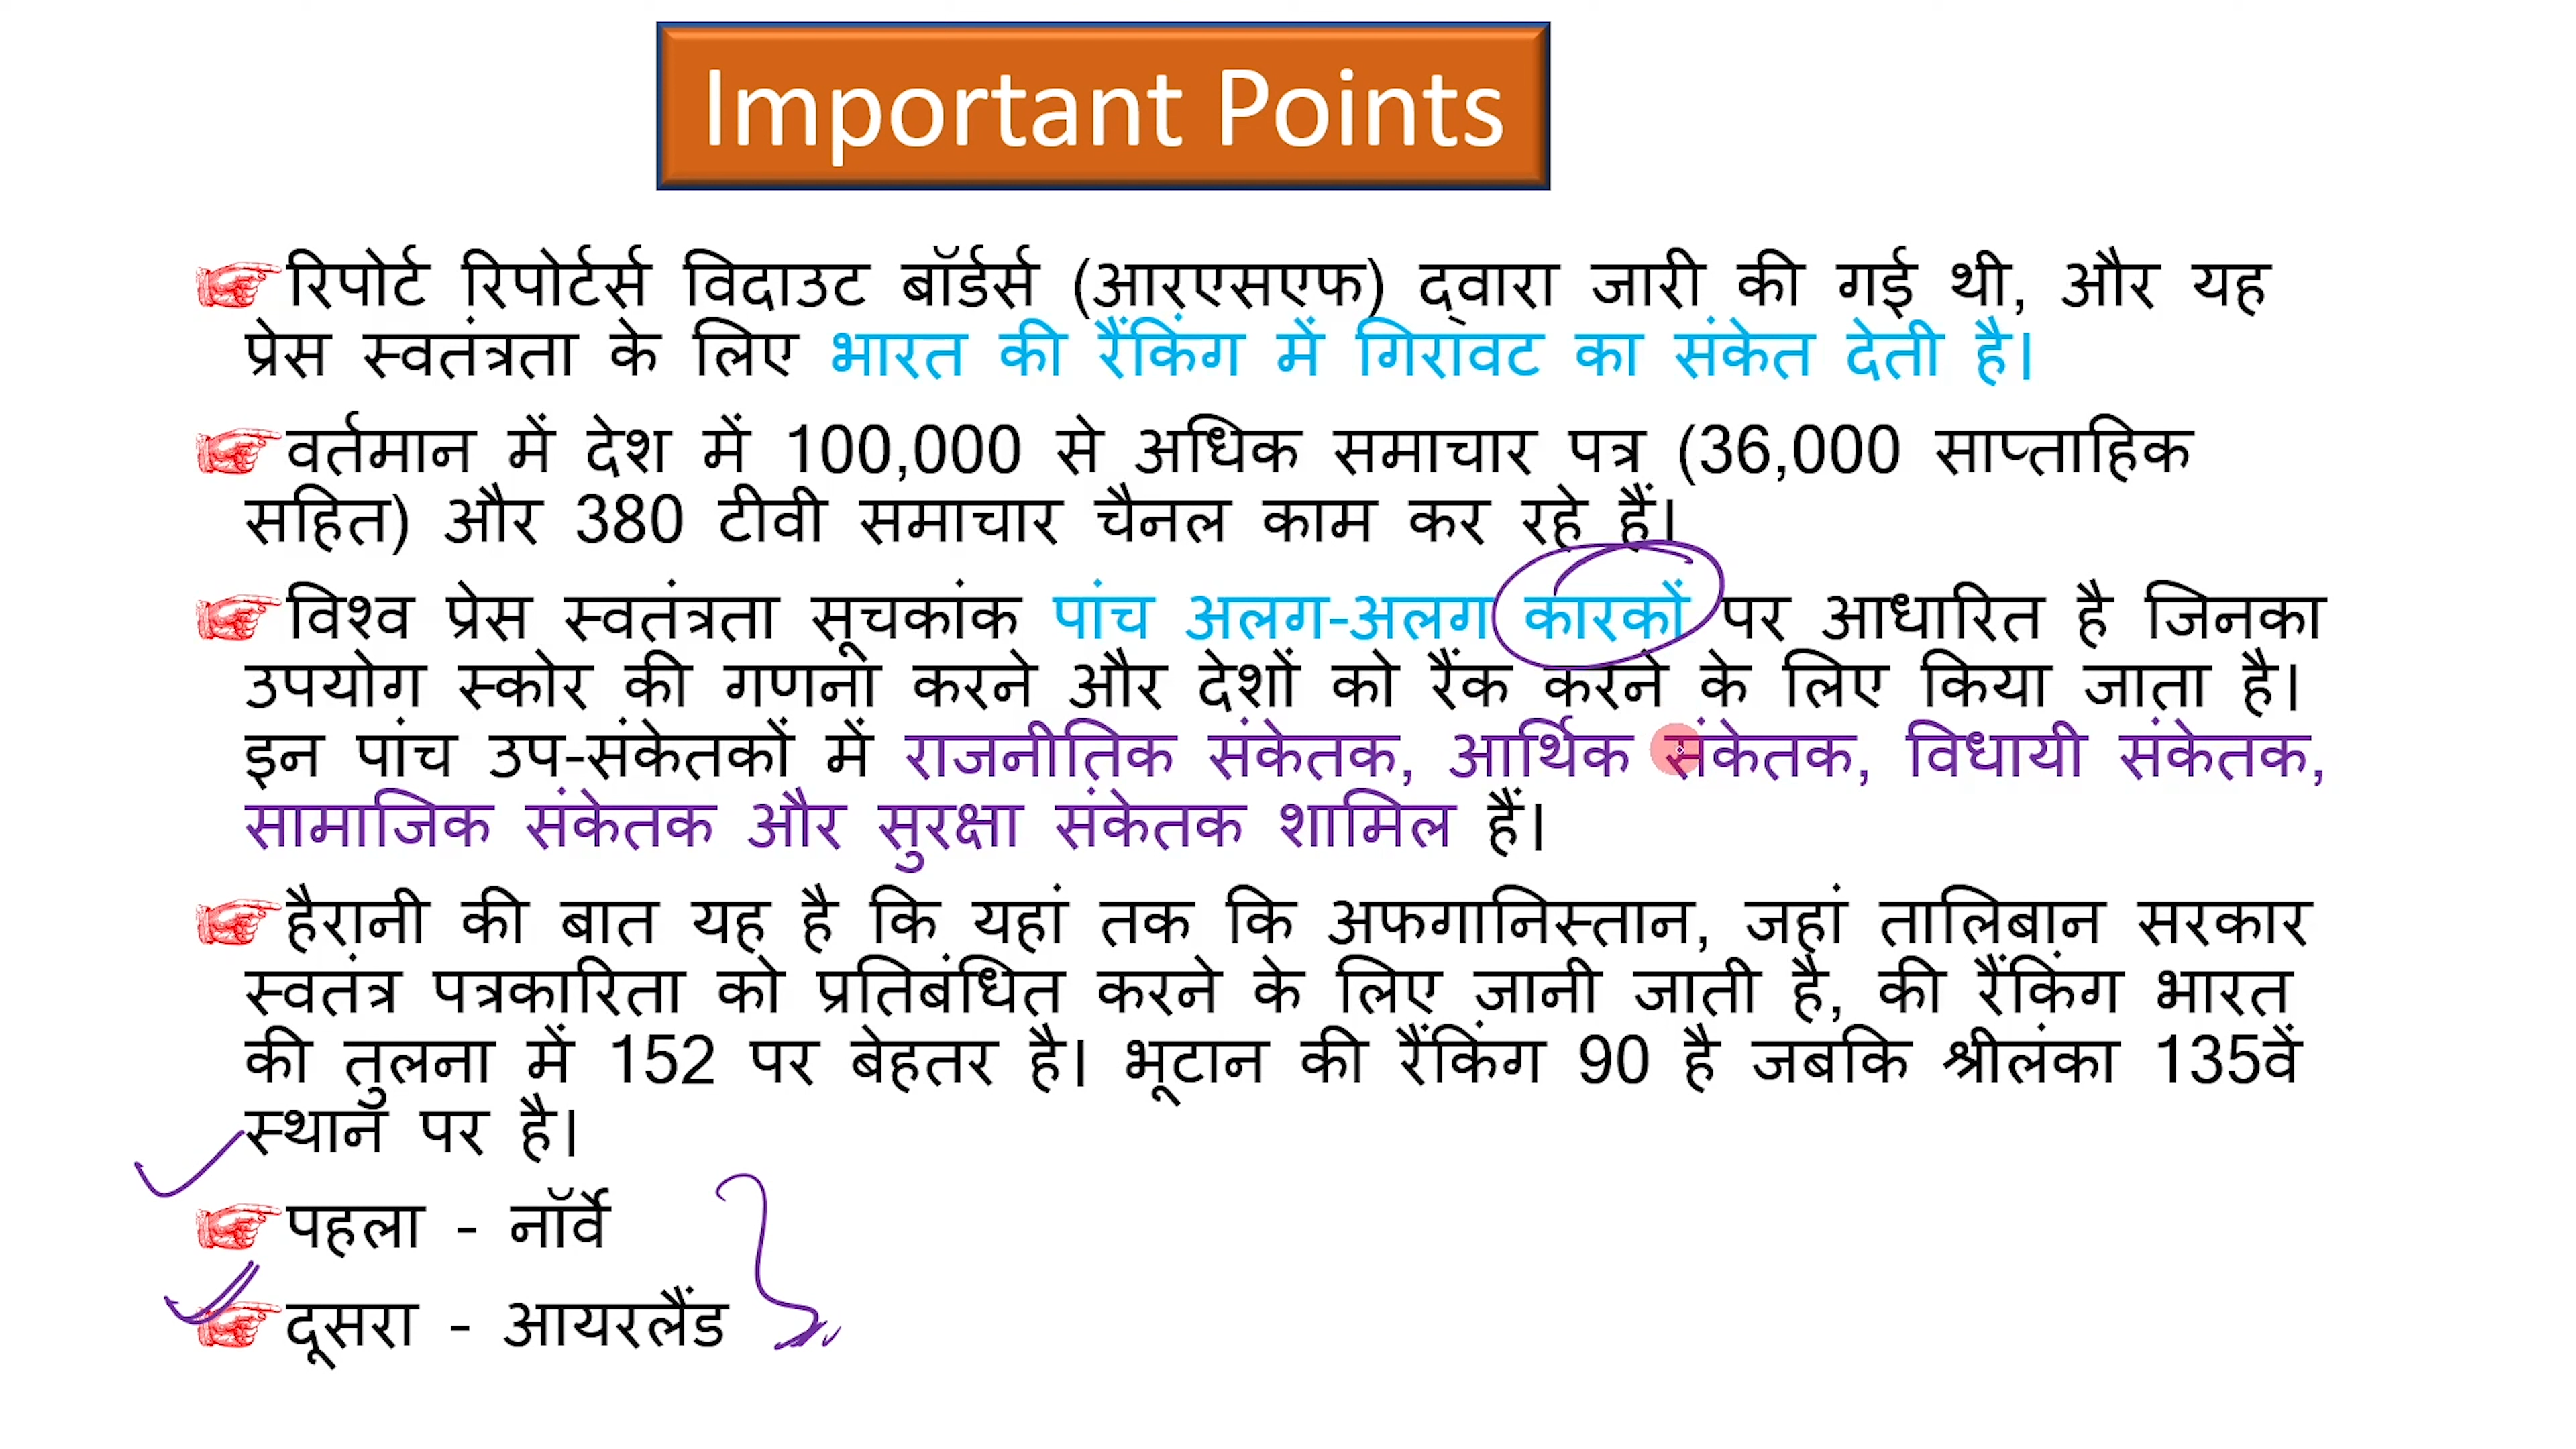 Important Points
रिपोर्ट रिपोर्टर्स विदाउट बॉर्डर्स (आरएसएफ) द्वारा जारी की गई थी, और यह
प्रेस स्वतंत्रता के लिए भारत की रैंकिंग में गिरावट का संकेत देती है।
वर्तमान में देश में 100,000 से अधिक समाचार पत्र (36,000 साप्ताहिक
सहित) और 380 टीवी समाचार चैनल काम कर रहे हैं।
विश्व प्रेस स्वतंत्रता सूचकांक पांच अलग-अलग कारकों पर आधारित है जिनका
उपयोग स्कोर की गणना करने और देशों को रैंक करने के लिए किया जाता है।
इन पांच उप-संकेतकों में राजनीतिक संकेतक, आर्थिक संकेतक, विधायी संकेतक,
सामाजिक संकेतक और सुरक्षा संकेतक शामिल हैं।
हैरानी की बात यह है कि यहां तक कि अफगानिस्तान, जहां तालिबान सरकार
स्वतंत्र पत्रकारिता को प्रतिबंधित करने के लिए जानी जाती है, की रैंकिंग भारत
की तुलना में 152 पर बेहतर है। भूटान की रैंकिंग 90 है जबकि श्रीलंका 135वें
स्थान पर है।
पहला - नॉर्वे
दूसरा - आयरलैंड